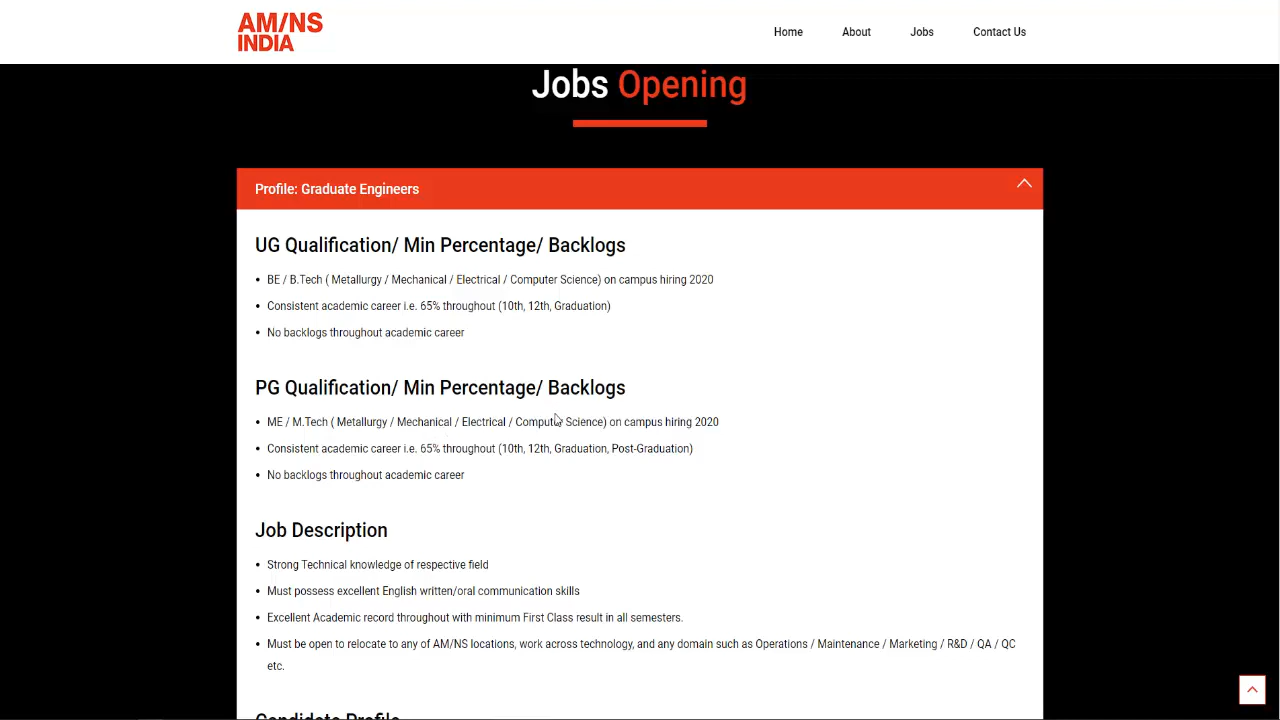 AM/NS
INDIA
Home
About
Jobs
Contact Us
Jobs Opening
Profile: Graduate Engineers
UG Qualification/ Min Percentage/ Backlogs
• BE / B.Tech ( Metallurgy / Mechanical / Electrical / Computer Science) on campus hiring 2020
• Consistent academic career i.e. 65% throughout (10th, 12th, Graduation)
• No backlogs throughout academic career
PG Qualification/ Min Percentage/ Backlogs
• ME / M.Tech ( Metallurgy / Mechanical / Electrical / Computer Science) on campus hiring 2020
• Consistent academic career i.e. 65% throughout (10th, 12th, Graduation, Post-Graduation)
• No backlogs throughout academic career
Job Description
• Strong Technical knowledge of respective field
• Must possess excellent English written/oral communication skills
• Excellent Academic record throughout with minimum First Class result in all semesters.
• Must be open to relocate to any of AM/NS locations, work across technology, and any domain such as Operations / Maintenance / Marketing / R&D / QA / QC
etc.
Candidate Profile